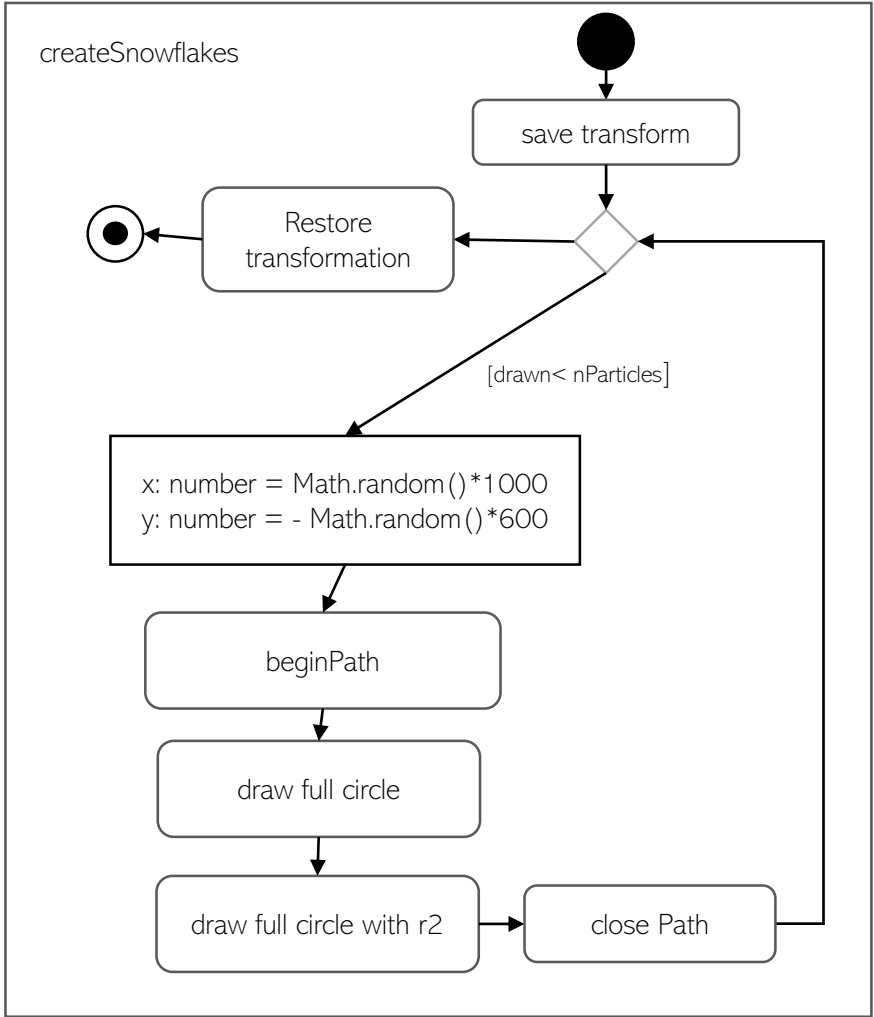 createSnowflakes
save transform
Restore
transformation
[drawn< nParticles]
x: number = Math.random()*1000
y: number = - Math.random()*600
beginPath
draw full circle
draw full circle with r2
close Path